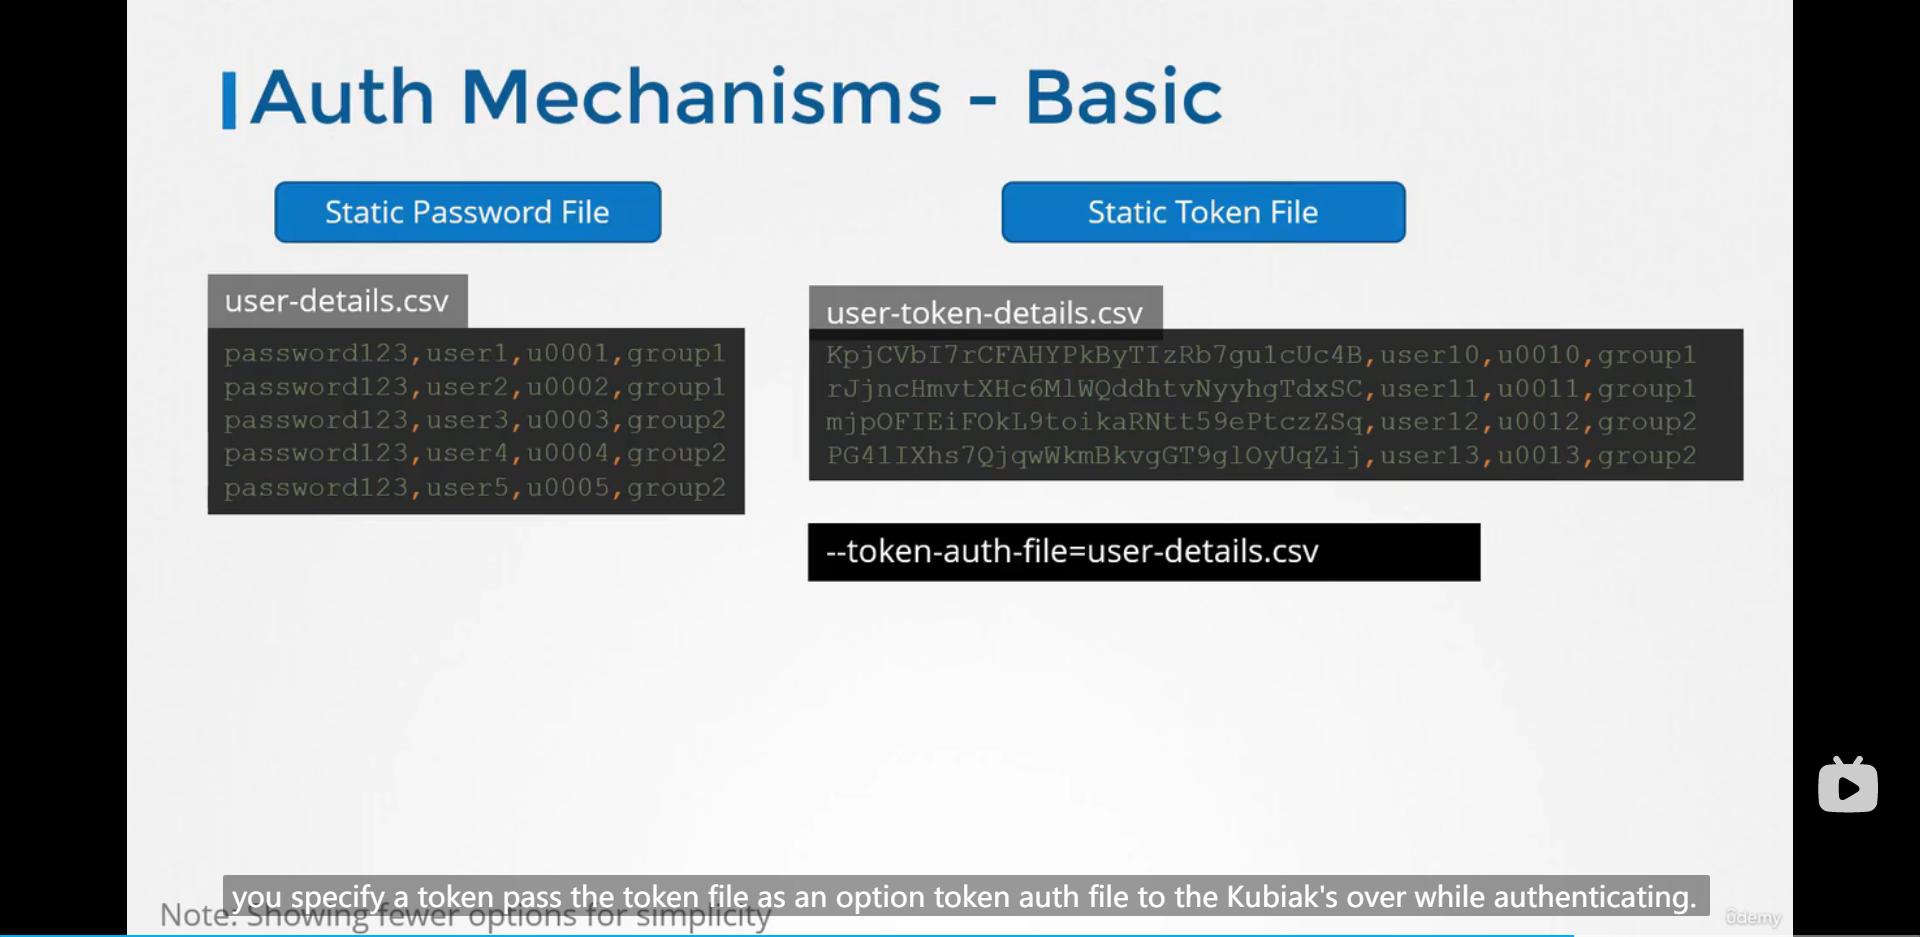 Auth Mechanisms - Basic
Static Password File
user-details.csv
password123,user1,u0001,group1
password123,user2,u0002,group1
password123,user3,u0003,group2
password123,user4,u0004,group2
password123,user5,u0005,group2
Static Token File
user-token-details.csv
KpjCVbI7rCFAHYPkByTIzRb7gu1cUc4B,user10,u0010,group1
rJjncHmvtXHc6MlWQddhtvNyyhgTdxSC,user11,u0011,group1
mjpOFIEiFOkL9toikaRNtt59ePtczZSq,user12,u0012,group2
PG41IXhs7QjqwWkmBkvgGT9glOyUqZij,user13,u0013,group2
--token-auth-file=user-details.csv
you specify a token pass the token file as an option token auth file to the Kubiak's over while authenticating.
Note: Showing fewer options for simplicity
ûdemy